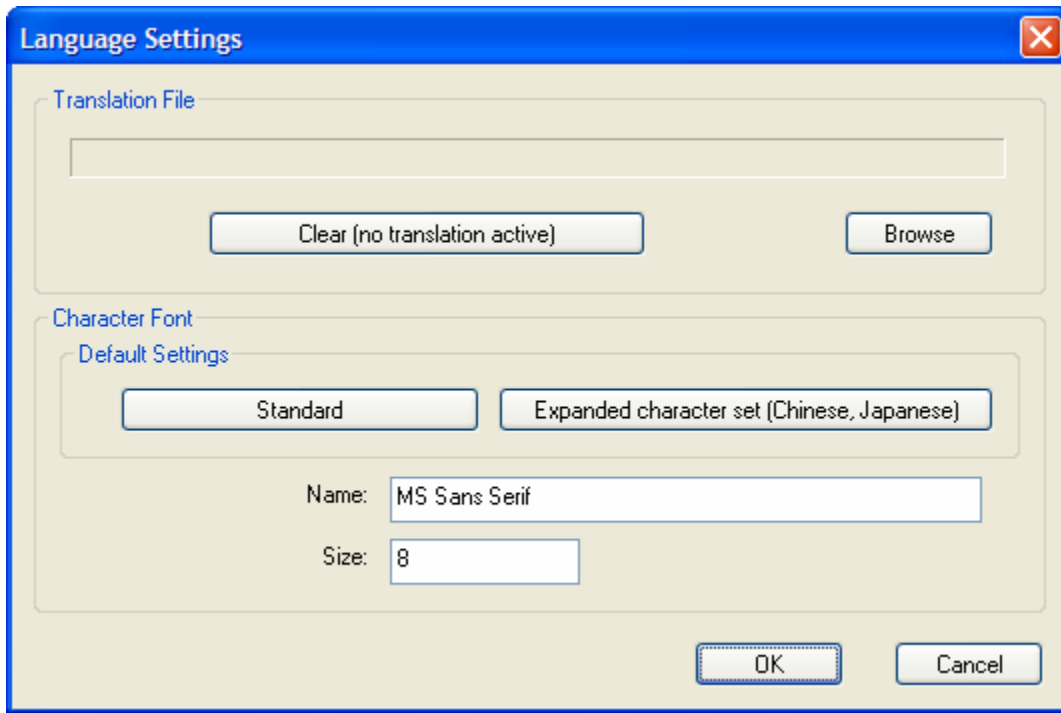 Language Settings
Translation File
Clear (no translation active)
Browse
Character Font
Default Settings
Standard
Expanded character set (Chinese, Japanese)
Name:
MS Sans Serif
Size:
8
OK
Cancel